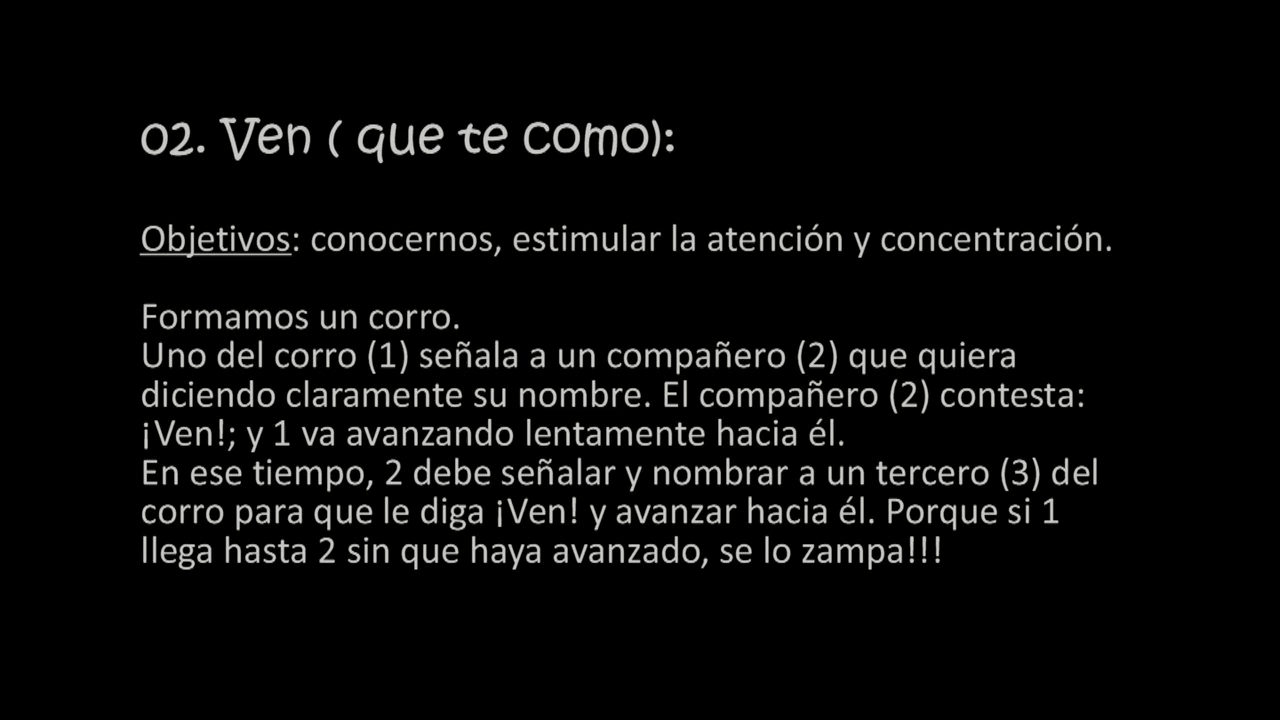 02. Ven ( que te como):
Objetivos: conocernos, estimular la atención y concentración.
Formamos un corro.
Uno del corro (1) señala a un compañero (2) que quiera
diciendo claramente su nombre. El compañero (2) contesta:
¡Ven!; y 1 va avanzando lentamente hacia él.
En ese tiempo, 2 debe señalar y nombrar a un tercero (3) del
corro para que le diga ¡Ven! y avanzar hacia él. Porque si 1
llega hasta 2 sin que haya avanzado, se lo zampa!!!